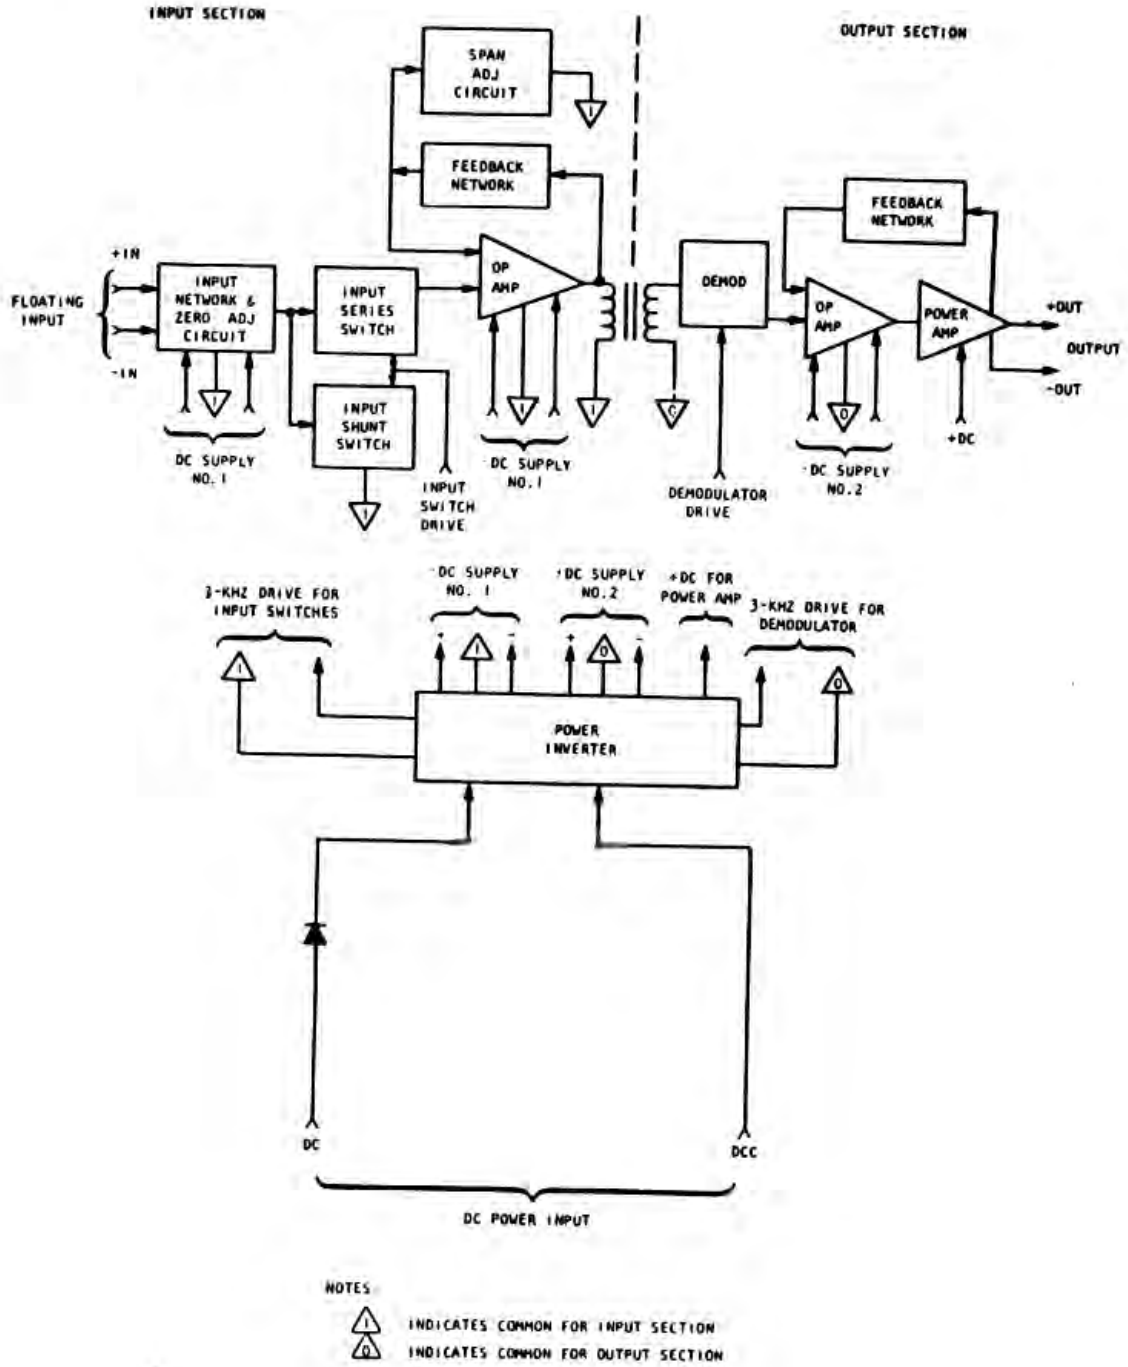 INPUT SECTION
OUTPUT SECTION
SPAN
ADJ
CIRCUIT
I
FEEDBACK
NETWORK
FEEDBACK
NETWORK
+IN
FLOATING
INPUT
-IN
INPUT
NETWORK &
ZERO ADJ
CIRCUIT
INPUT
SERIES
SWITCH
OP
AMP
DEMOD
OP
AMP
POWER
AMP
+OUT
OUTPUT
-OUT
I
INPUT
SHUNT
SWITCH
I
I
I
O
+DC
DC SUPPLY
NO.1
INPUT
SWITCH
DRIVE
DC SUPPLY
NO.1
DEMODULATOR
DRIVE
DC SUPPLY
NO.2
I
3-KHZ DRIVE FOR
INPUT SWITCHES
DC SUPPLY
NO. 1
DC SUPPLY
NO.2
+DC FOR
POWER AMP
3-KHZ DRIVE FOR
DEMODULATOR
I
+
I
-
+
O
-
O
POWER
INVERTER
DC
DCC
DC POWER INPUT
NOTES
I INDICATES COMMON FOR INPUT SECTION
O INDICATES COMMON FOR OUTPUT SECTION